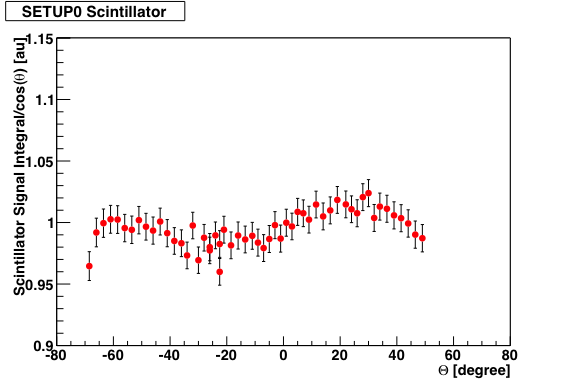 SETUP0 Scintillator
Scintillator Signal Integral/cos(θ) [au]
1.15
1.1
1.05
1
0.95
0.9
-80 -60 -40 -20 0 20 40 60 80
Θ [degree]